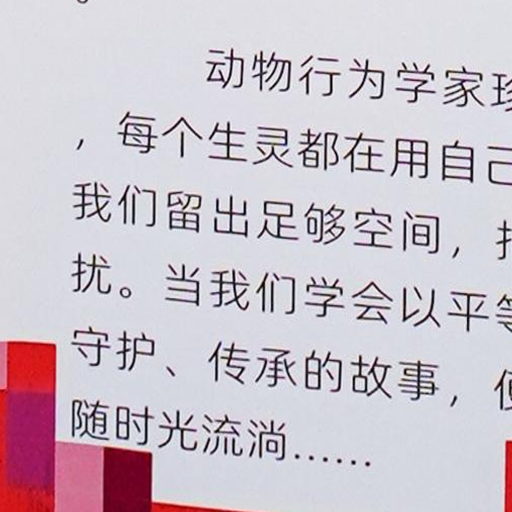 。
动物行为学家珍
，每个生灵都在用自己
我们留出足够空间，
扰。当我们学会以平等
守护、传承的故事，
随时光流淌……